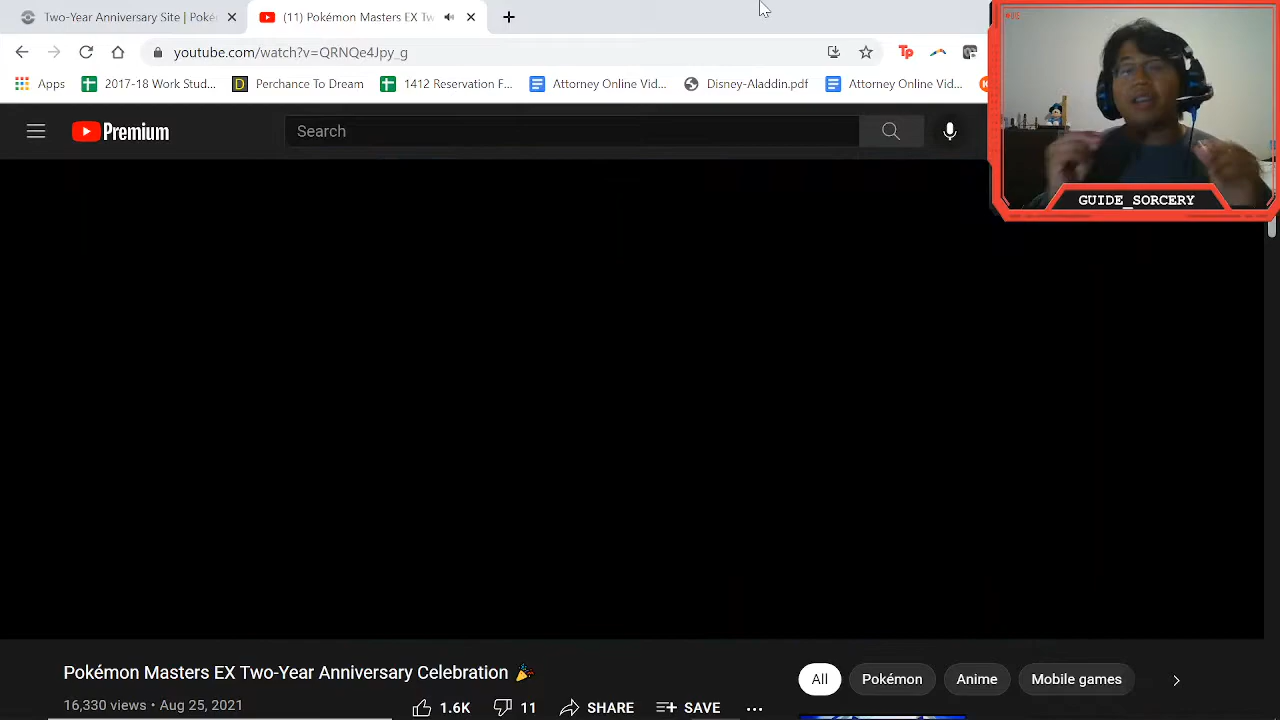 Two-Year Anniversary Site | Poké
(11) Pokémon Masters EX Tw
youtube.com/watch?v=QRNQe4Jpy_g
Tp
Apps
2017-18 Work Stud...
D
Perchance To Dream
1412 Reservation F...
Attorney Online Vid...
Disney-Aladdin.pdf
Attorney Online Vid...
Premium
Search
GUIDE_SORCERY
Pokémon Masters EX Two-Year Anniversary Celebration 🎉
16,330 views • Aug 25, 2021
1.6K
11
SHARE
SAVE
All
Pokémon
Anime
Mobile games